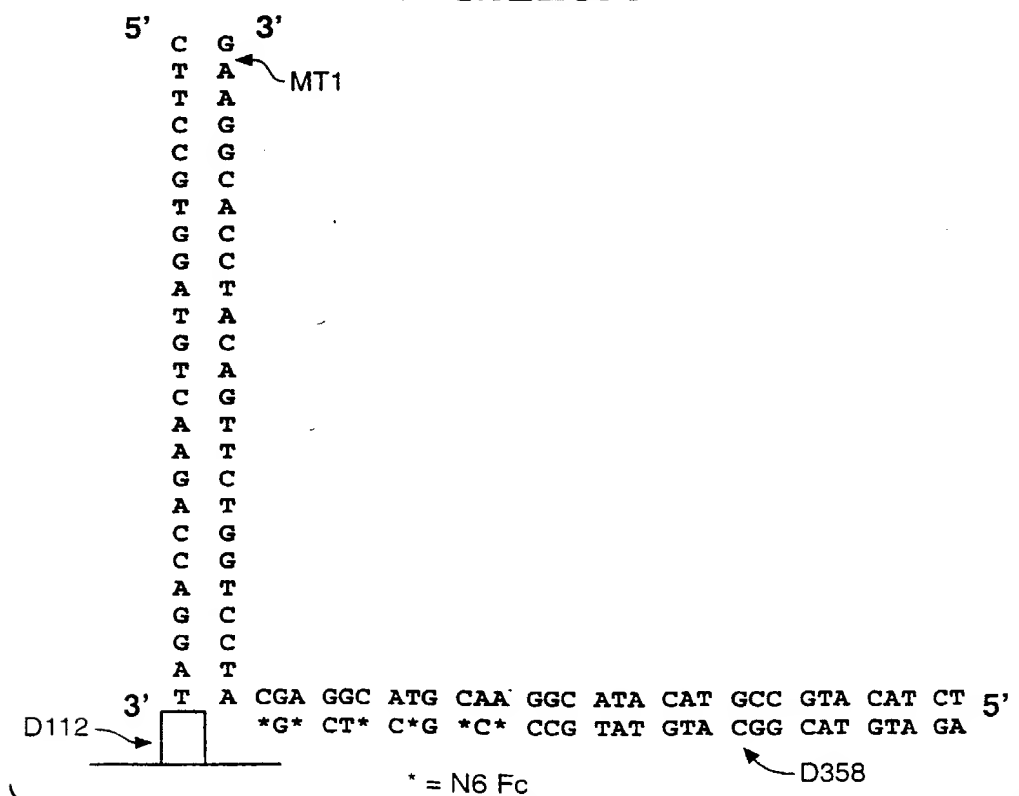 5’ C G 3’
T A MT1
T A
C G
C G
G C
T A
G C
G C
A T
T A
G C
T A
C G
A T
A T
G C
A T
C G
C G
A T
G C
G C
A T
3’ T A CGA GGC ATG CAA GGC ATA CAT GCC GTA CAT CT 5’
D112 *G* CT* C*G *C* CCG TAT GTA CGG CAT GTA GA
D358
* = N6 Fc